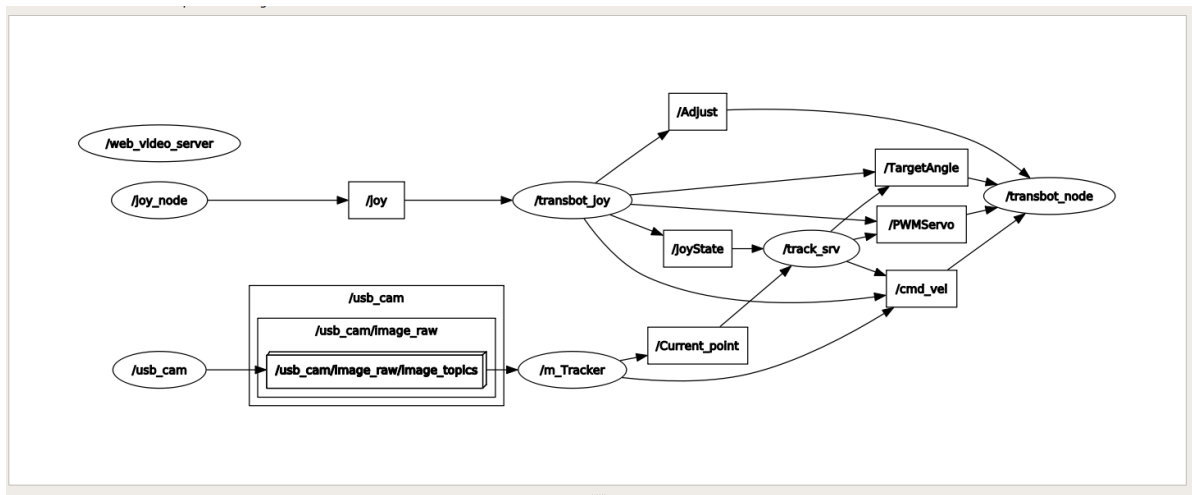 /Adjust
/web_video_server
/TargetAngle
/joy_node
/joy
/transbot_joy
/transbot_node
/PWMServo
/JoyState
/track_srv
/cmd_vel
/usb_cam
/usb_cam/image_raw
/Current_point
/usb_cam
/usb_cam/image_raw/image_topics
/m_Tracker